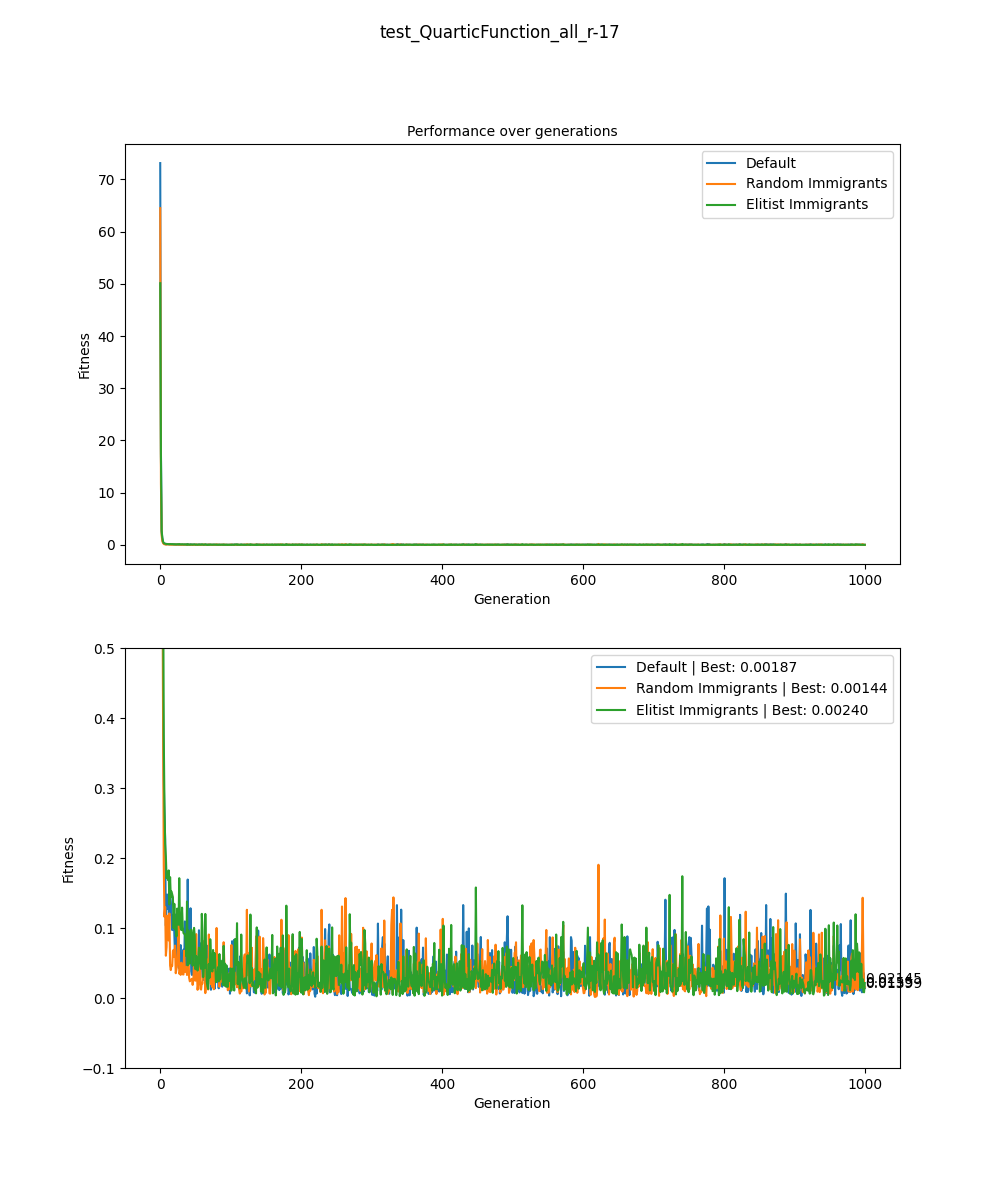 test_QuarticFunction_all_r-17
Performance over generations
Default
Random Immigrants
Elitist Immigrants
70
60
50
40
30
20
10
0
Fitness
0 200 400 600 800 1000
Generation
Default | Best: 0.00187
Random Immigrants | Best: 0.00144
Elitist Immigrants | Best: 0.00240
0.5
0.4
0.3
0.2
0.1
0.0
−0.1
Fitness
0.02145
0 200 400 600 800 1000
Generation